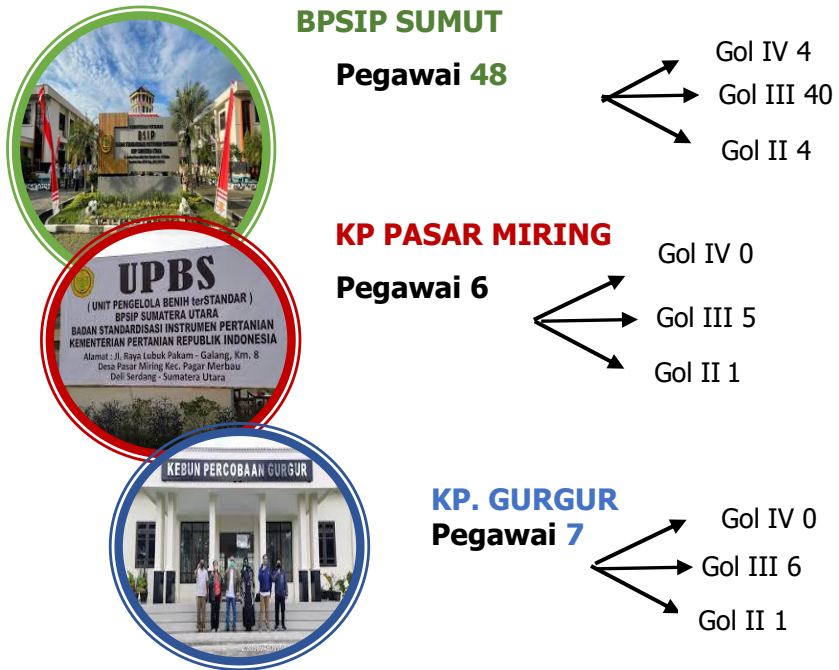 BPSIP SUMUT
Pegawai 48
Gol IV 4
Gol III 40
Gol II 4
BSIP
KP PASAR MIRING
Pegawai 6
Gol IV 0
Gol III 5
Gol II 1
UPBS
( UNIT PENGELOLA BENIH terSTANDAR )
BPSIP SUMATERA UTARA
BADAN STANDARDISASI INSTRUMEN PERTANIAN
KEMENTERIAN PERTANIAN REPUBLIK INDONESIA
Alamat : Jl. Raya Lubuk Pakam - Galang, Km. 8
Desa Pasar Miring Kec. Pagar Merbau
Deli Serdang - Sumatera Utara
KEBUN PERCOBAAN GURGUR
KP. GURGUR
Pegawai 7
Gol IV 0
Gol III 6
Gol II 1